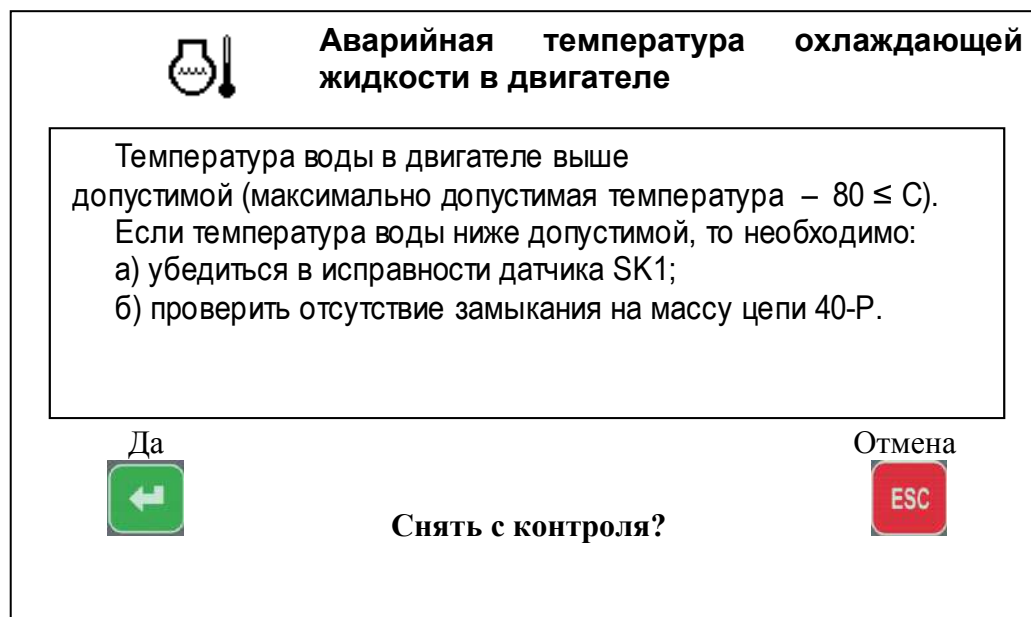 Аварийная температура охлаждающей
жидкости в двигателе
Температура воды в двигателе выше
допустимой (максимально допустимая температура – 80 ≤ С).
Если температура воды ниже допустимой, то необходимо:
а) убедиться в исправности датчика SK1;
б) проверить отсутствие замыкания на массу цепи 40-Р.
Да
Отмена
ESC
Снять с контроля?